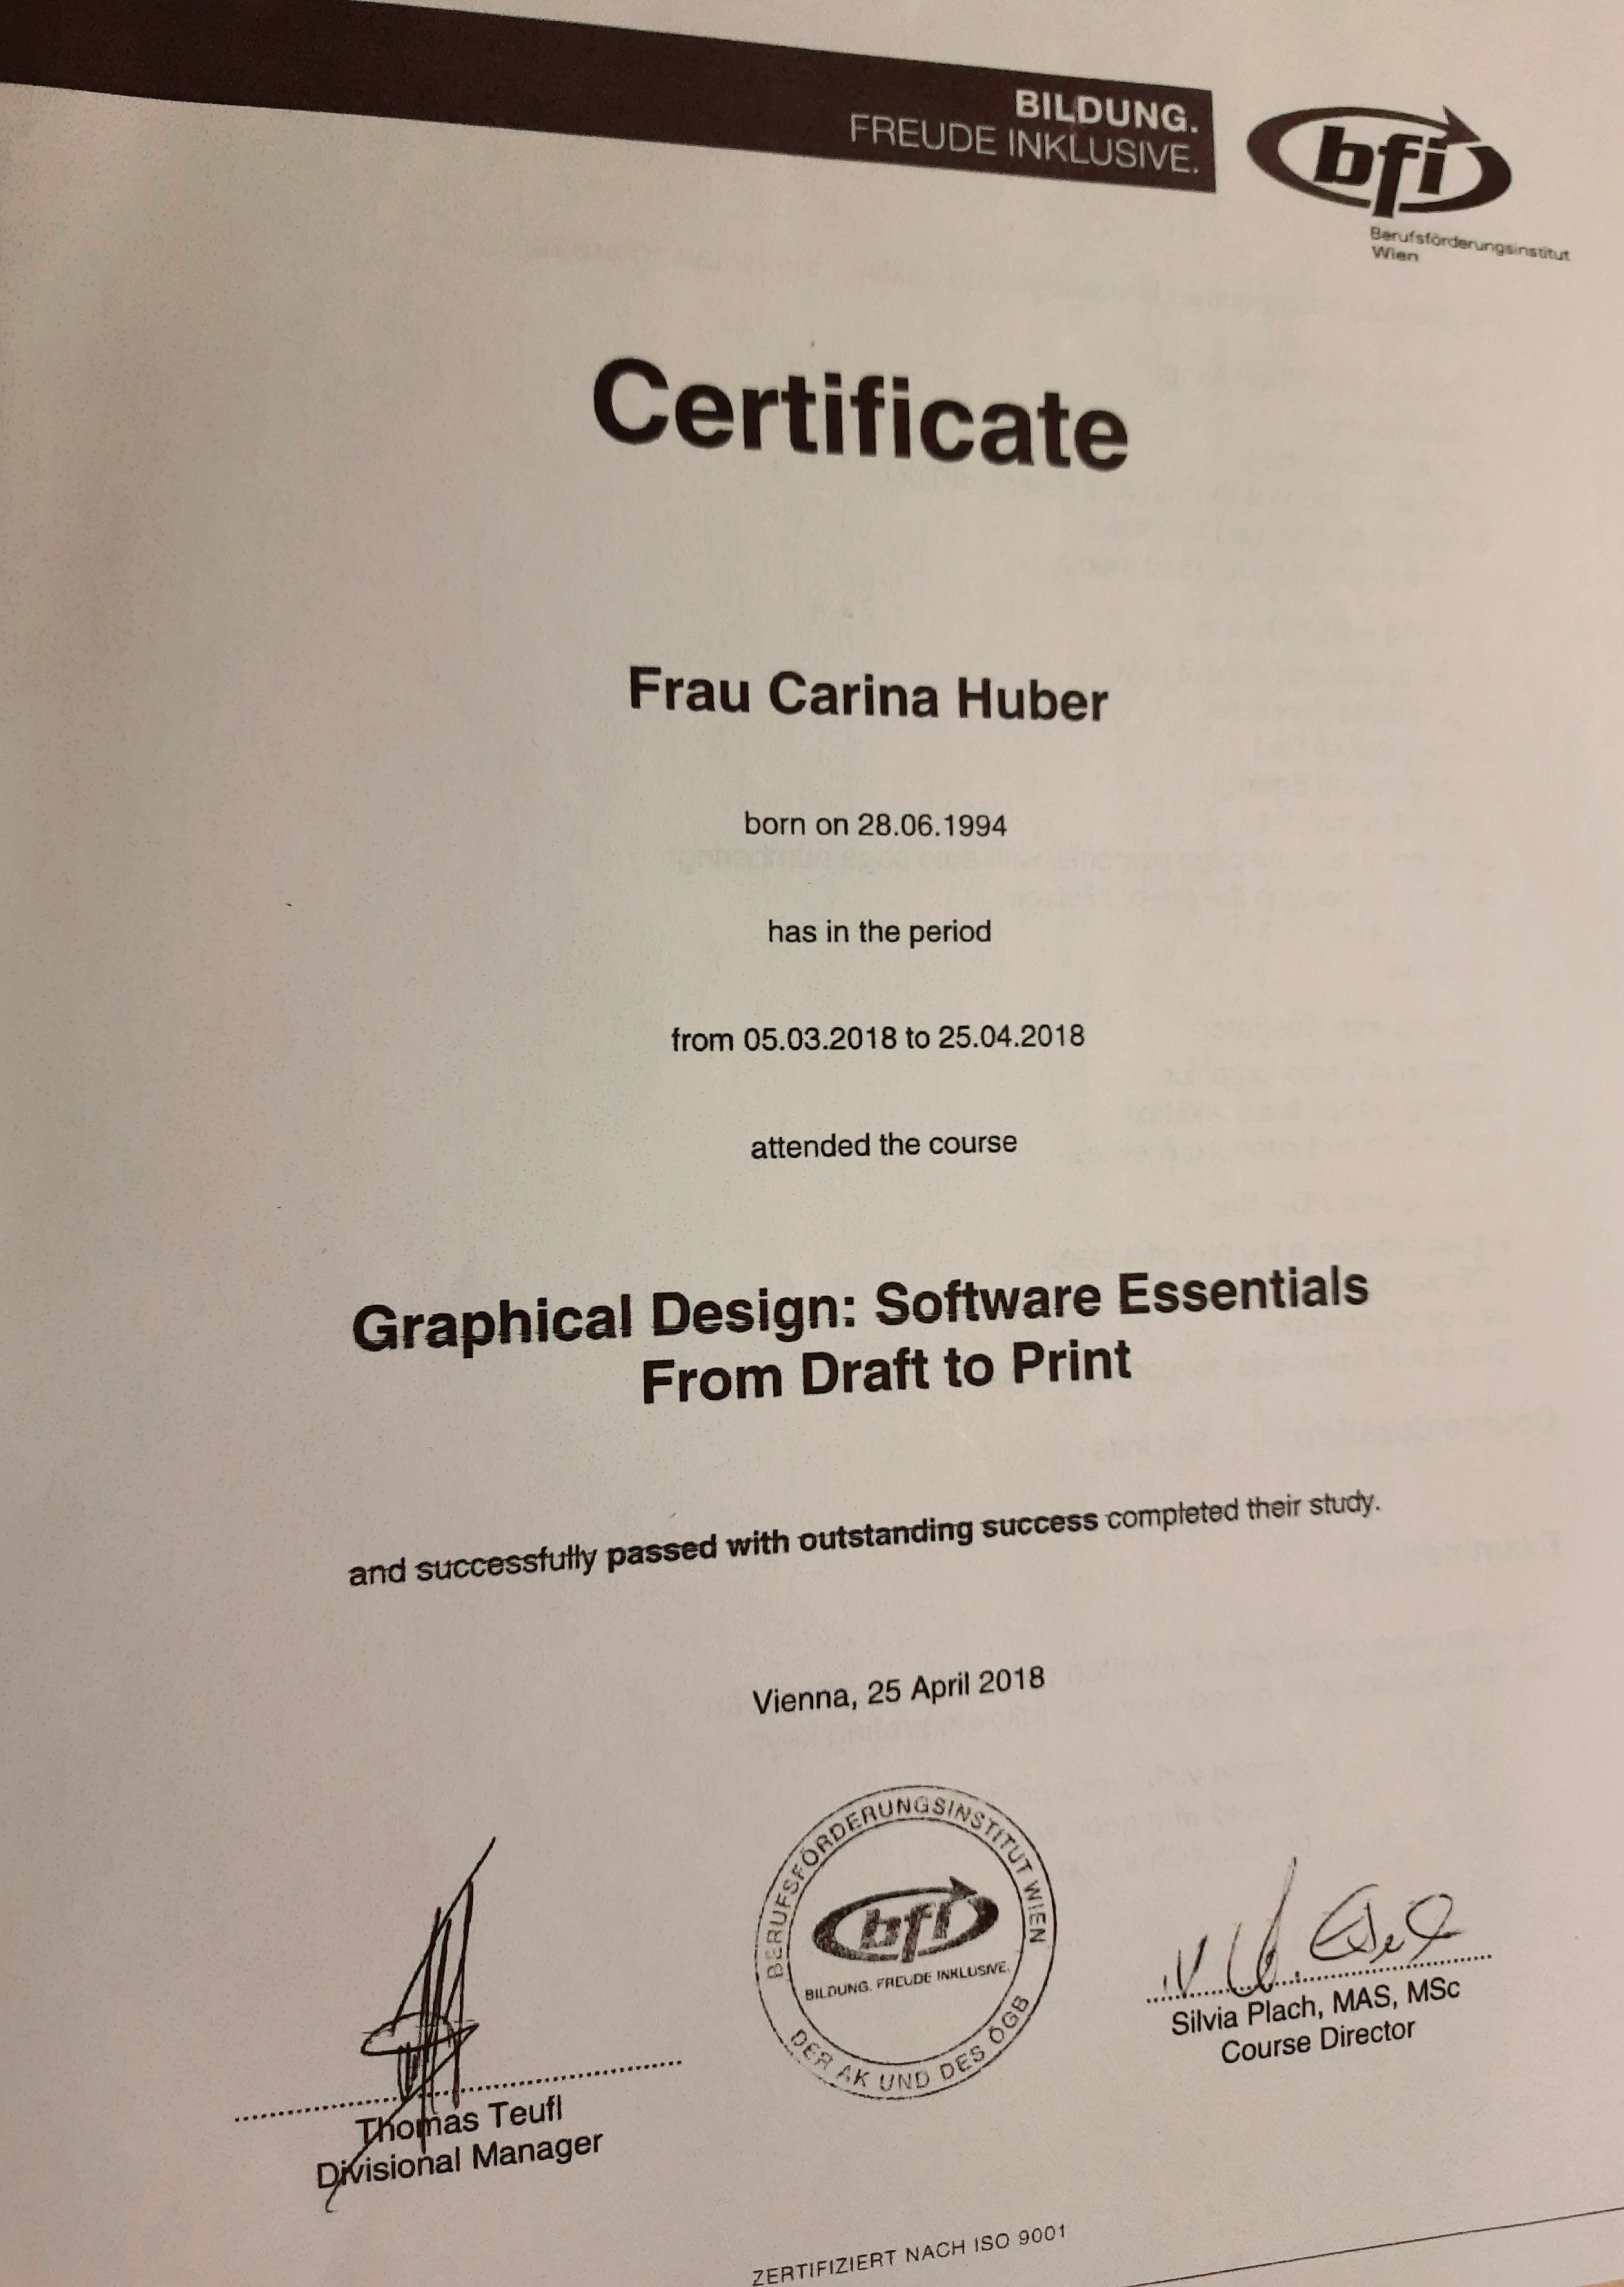 BILDUNG.
FREUDE INKLUSIVE.
bfi
Berufsförderungsinstitut
Wien
Certificate
Frau Carina Huber
born on 28.06.1994
has in the period
from 05.03.2018 to 25.04.2018
attended the course
Graphical Design: Software Essentials
From Draft to Print
and successfully passed with outstanding success completed their study.
Vienna, 25 April 2018
BERUFSFÖRDERUNGSINSTITUT WIEN
bfi
BILDUNG. FREUDE INKLUSIVE.
DER AK UND DES ÖGB
Thomas Teufl
Divisional Manager
Silvia Plach, MAS, MSc
Course Director
ZERTIFIZIERT NACH ISO 9001